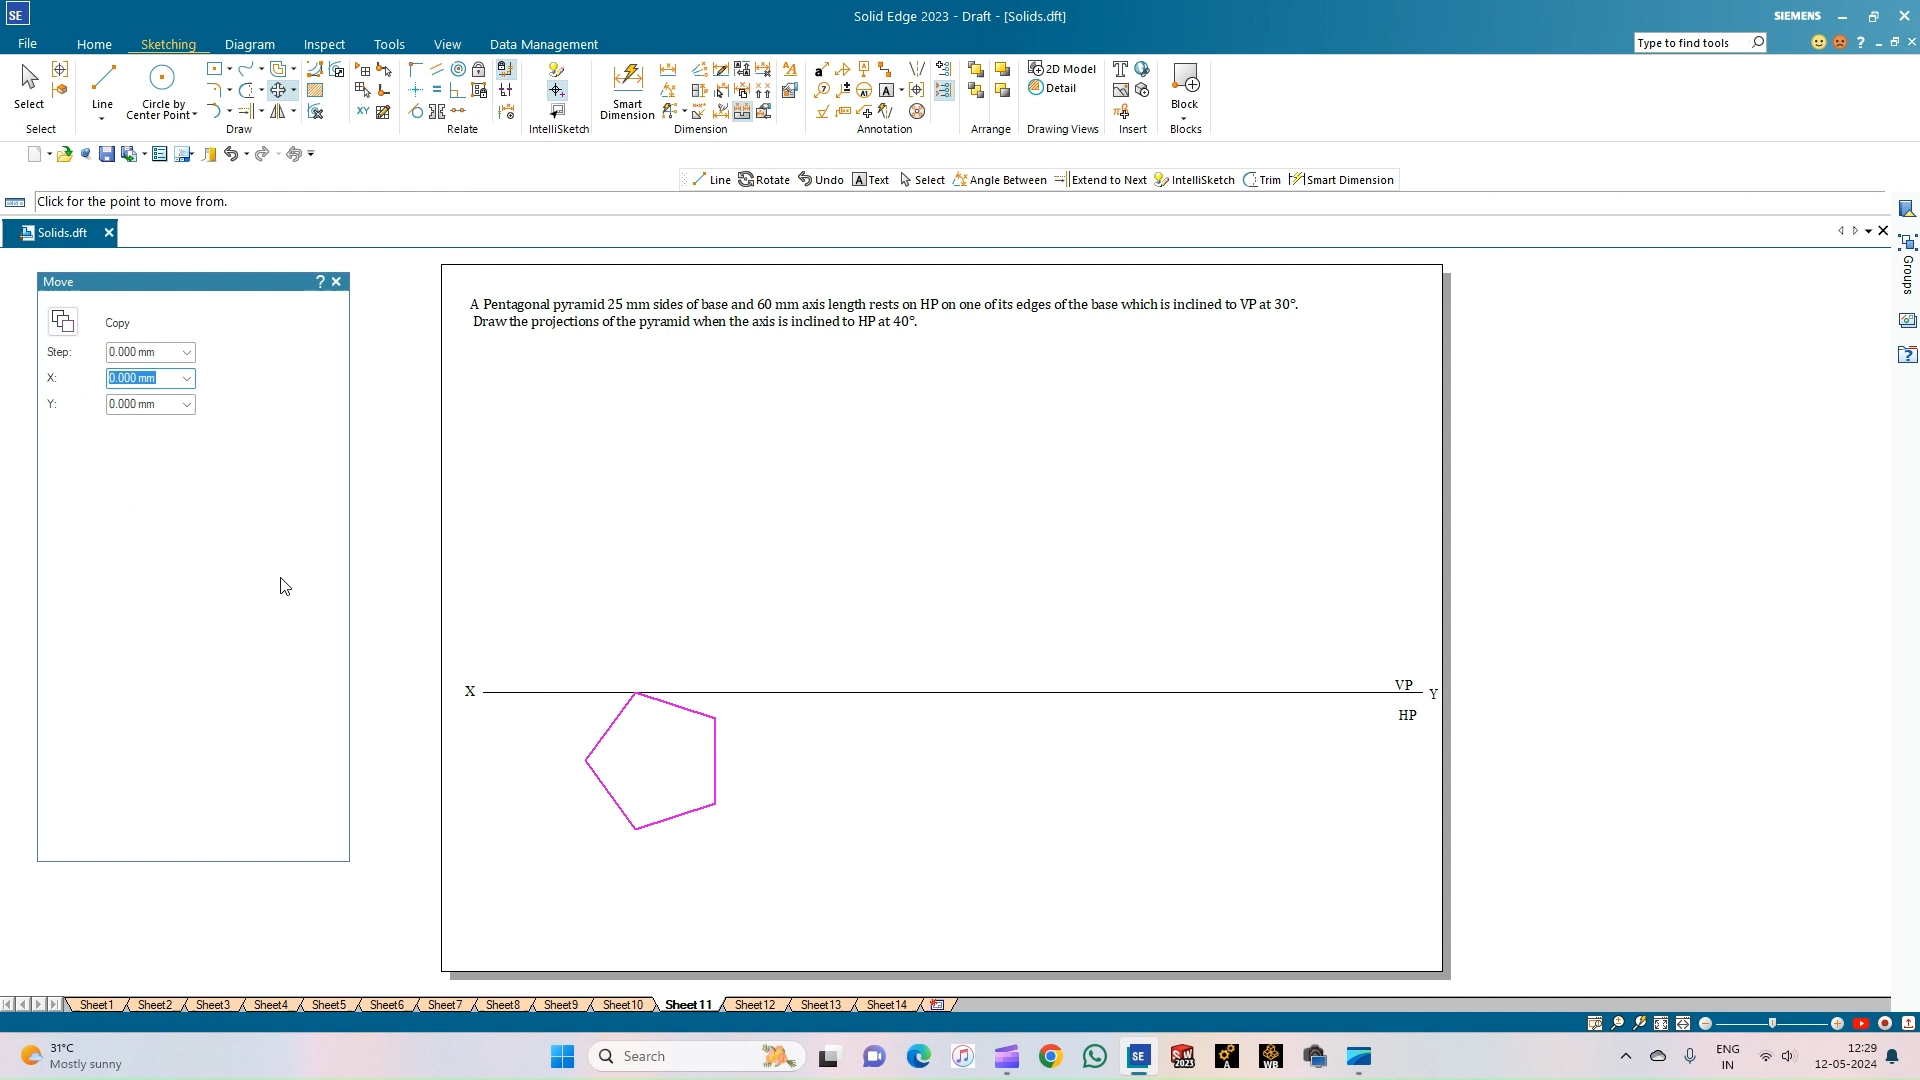 SE
Solid Edge 2023 - Draft - [Solids.dft]
SIEMENS
File
Home
Sketching
Diagram
Inspect
Tools
View
Data Management
Type to find tools
Select
Line
Circle by
Center Point
Smart
Dimension
2D Model
Detail
Block
Select
Draw
Relate
IntelliSketch
Dimension
Annotation
Arrange
Drawing Views
Insert
Blocks
Line
Rotate
Undo
Text
Select
Angle Between
Extend to Next
IntelliSketch
Trim
Smart Dimension
Click for the point to move from.
Solids.dft
Groups
Move
Copy
Step:
0.000 mm
X:
0.000 mm
Y:
0.000 mm
A Pentagonal pyramid 25 mm sides of base and 60 mm axis length rests on HP on one of its edges of the base which is inclined to VP at 30°.
Draw the projections of the pyramid when the axis is inclined to HP at 40°.
X
VP
Y
HP
Sheet1
Sheet2
Sheet3
Sheet4
Sheet5
Sheet6
Sheet7
Sheet8
Sheet9
Sheet10
Sheet11
Sheet12
Sheet13
Sheet14
31°C
Mostly sunny
Search
ENG
IN
12:29
12-05-2024